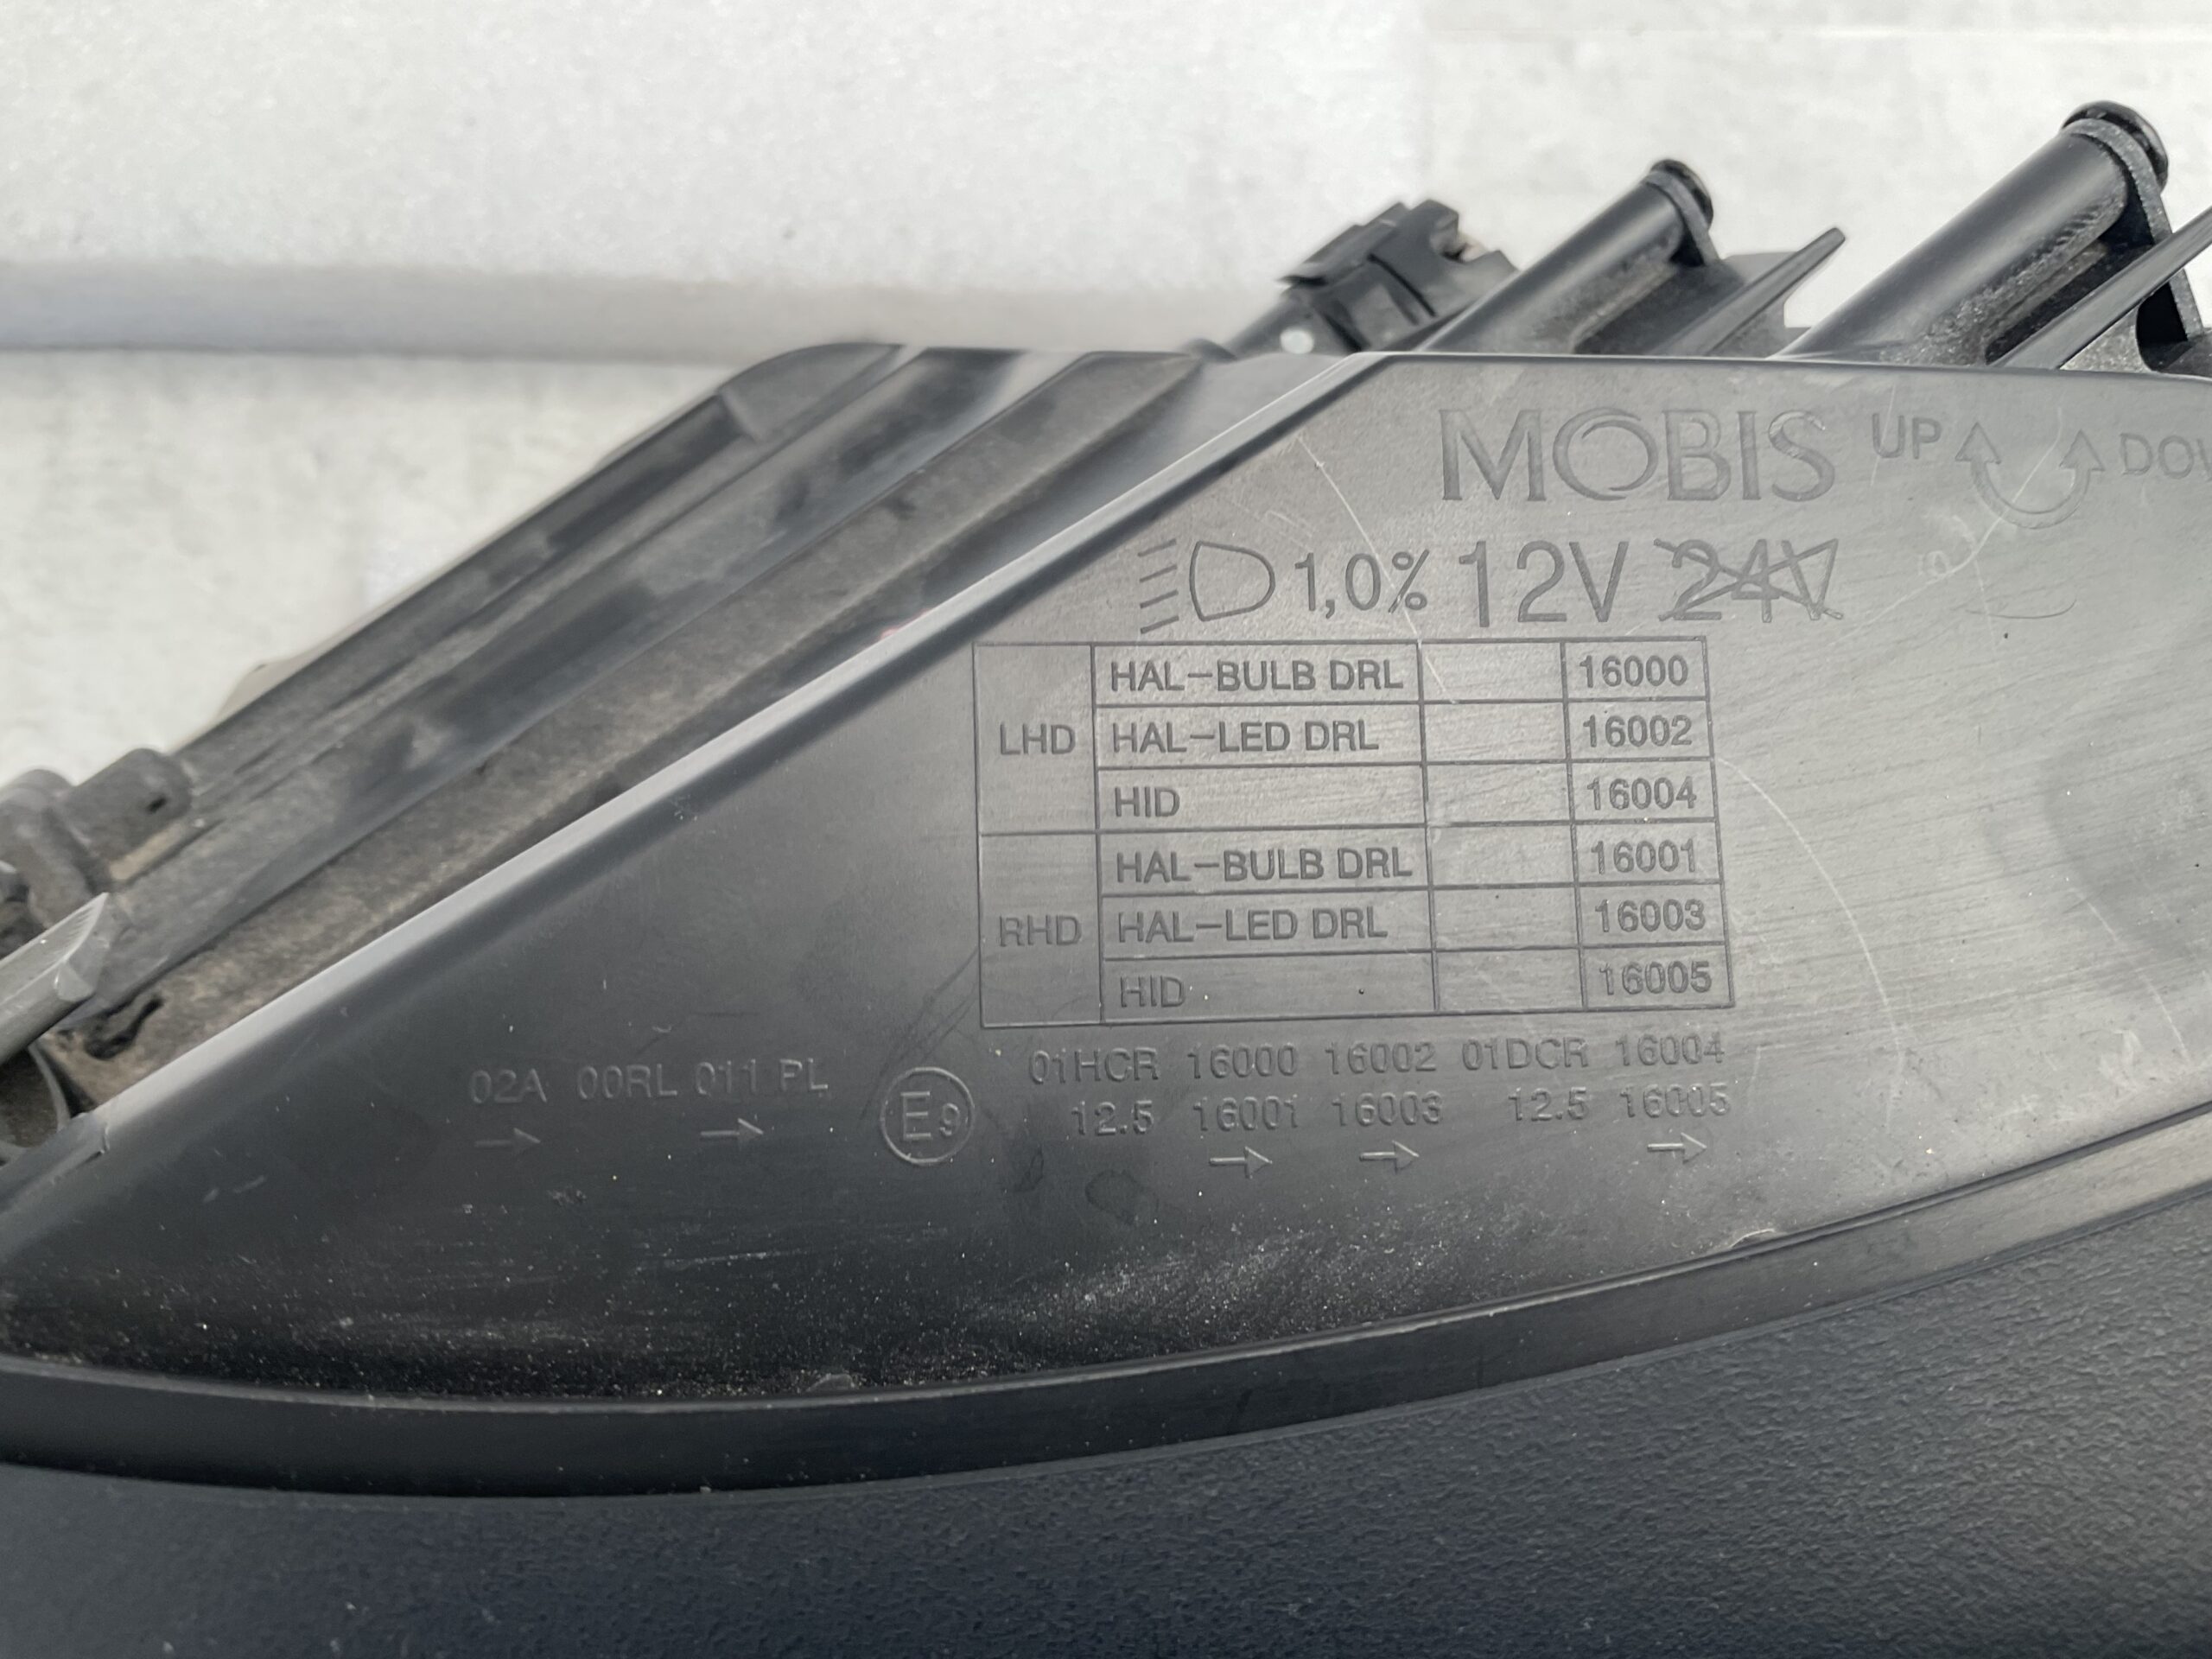 MOBIS UP DOW
1,0% 12V 24V
LHD
HAL-BULB DRL 16000
HAL-LED DRL 16002
HID 16004
RHD
HAL-BULB DRL 16001
HAL-LED DRL 16003
HID 16005
02A 00RL 011 PL
E9
01HCR 16000 16002 01DCR 16004
12.5 16001 16003 12.5 16005